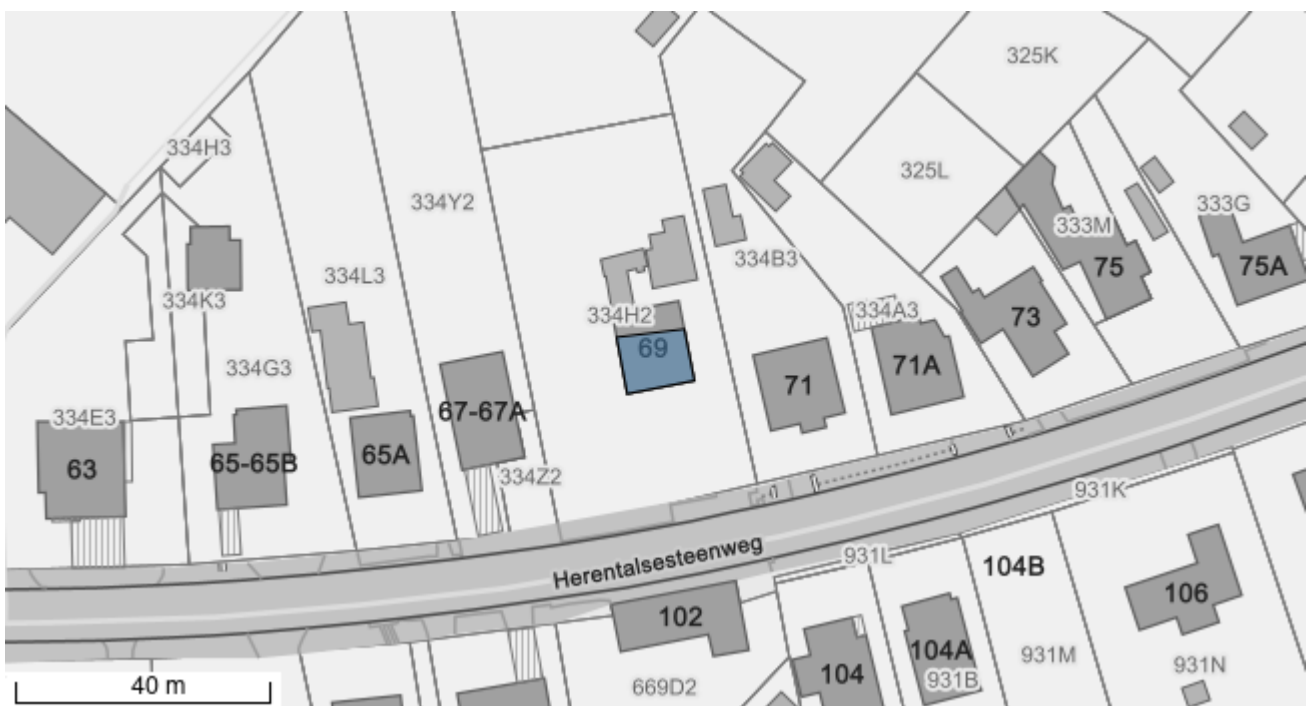 325K
334H3
325L
334Y2
333G
333M
334B3
75
75A
334L3
334K3
334H2
334A3
73
69
71A
334G3
71
67-67A
334E3
65A
63
65-65B
334Z2
931K
Herentalsesteenweg
931L
104B
106
102
104A
931M
931N
104
931B
669D2
40 m